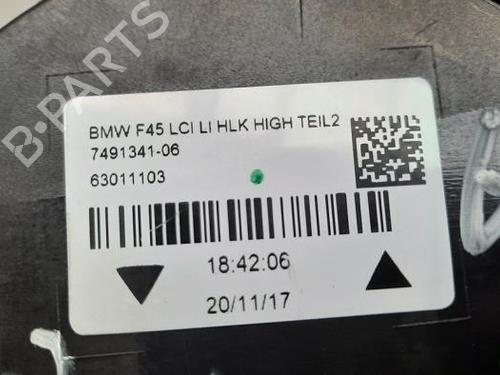 BMW F45 LCI LI HLK HIGH TEIL2
7491341-06
63011103
18:42:06
20/11/17
B-PARTS